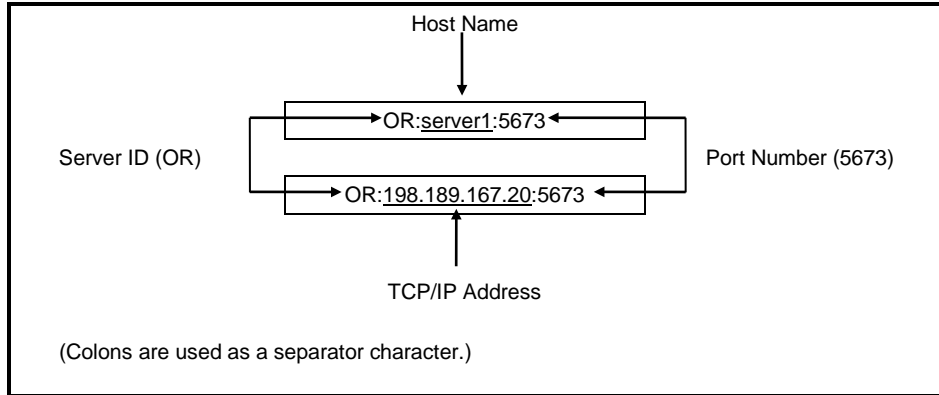 Host Name
OR:server1:5673
Server ID (OR)
Port Number (5673)
OR:198.189.167.20:5673
TCP/IP Address
(Colons are used as a separator character.)